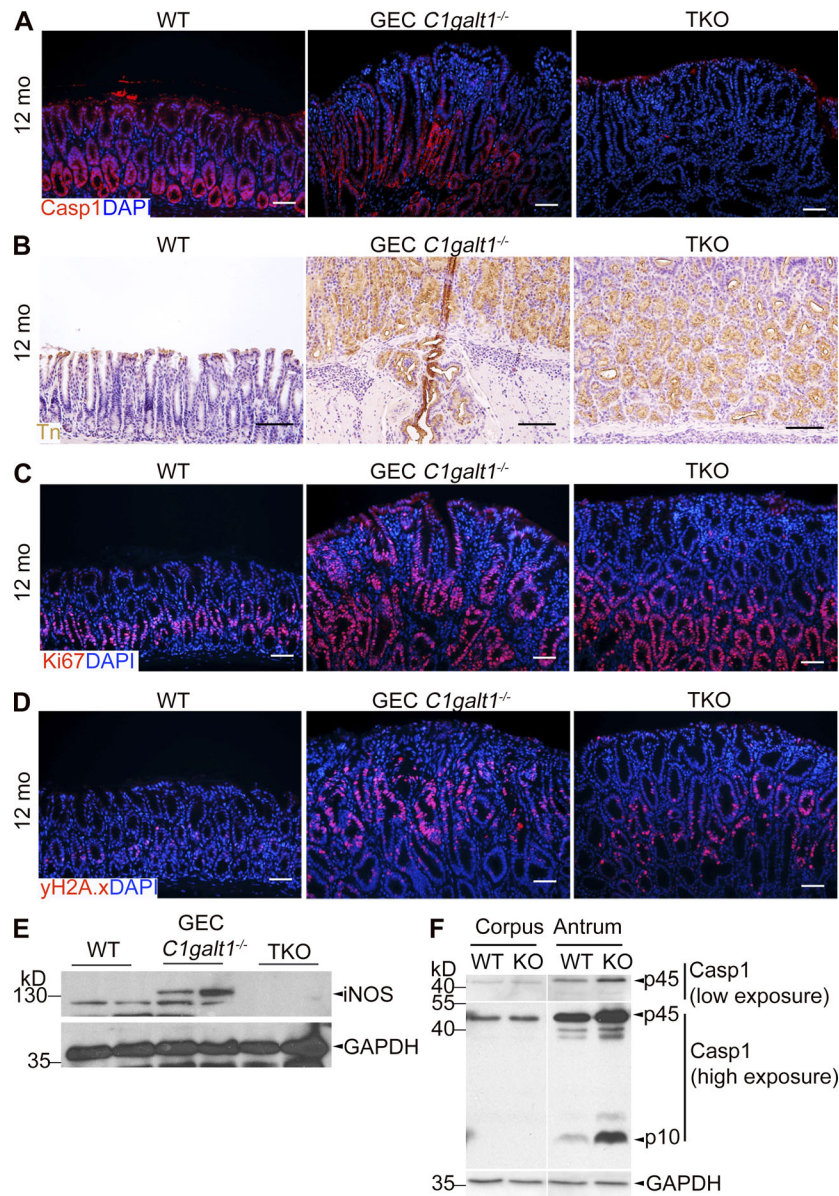 A
WT
GEC C1galt1-/-
TKO
12 mo
Casp1DAPI
B
WT
GEC C1galt1-/-
TKO
12 mo
Tn
C
WT
GEC C1galt1-/-
TKO
12 mo
Ki67DAPI
D
WT
GEC C1galt1-/-
TKO
12 mo
yH2A.xDAPI
E
GEC
WT C1galt1-/- TKO
kD
130
iNOS
GAPDH
35
F
Corpus Antrum
WT KO WT KO
kD
40
p45
Casp1
(low exposure)
55
p45
40
Casp1
(high exposure)
p10
35
GAPDH